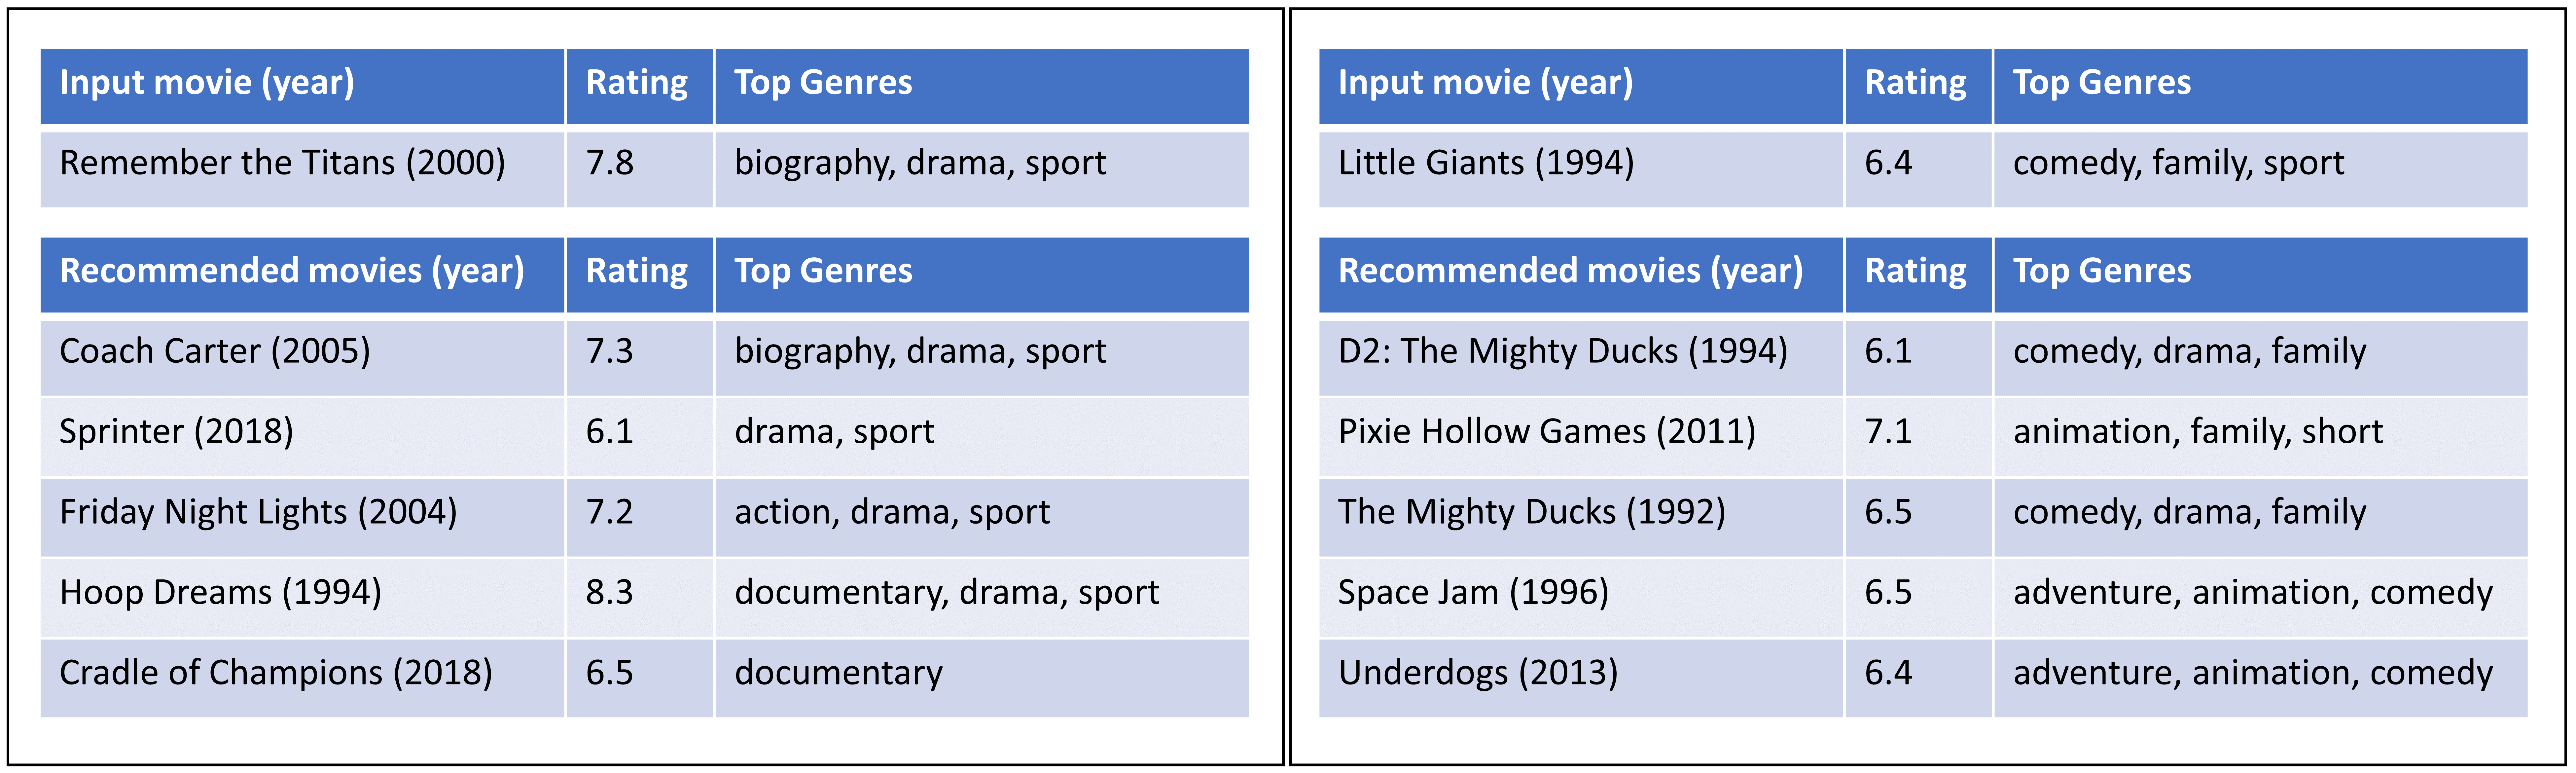 Input movie (year) Rating Top Genres
Remember the Titans (2000) 7.8 biography, drama, sport
Recommended movies (year) Rating Top Genres
Coach Carter (2005) 7.3 biography, drama, sport
Sprinter (2018) 6.1 drama, sport
Friday Night Lights (2004) 7.2 action, drama, sport
Hoop Dreams (1994) 8.3 documentary, drama, sport
Cradle of Champions (2018) 6.5 documentary
Input movie (year) Rating Top Genres
Little Giants (1994) 6.4 comedy, family, sport
Recommended movies (year) Rating Top Genres
D2: The Mighty Ducks (1994) 6.1 comedy, drama, family
Pixie Hollow Games (2011) 7.1 animation, family, short
The Mighty Ducks (1992) 6.5 comedy, drama, family
Space Jam (1996) 6.5 adventure, animation, comedy
Underdogs (2013) 6.4 adventure, animation, comedy